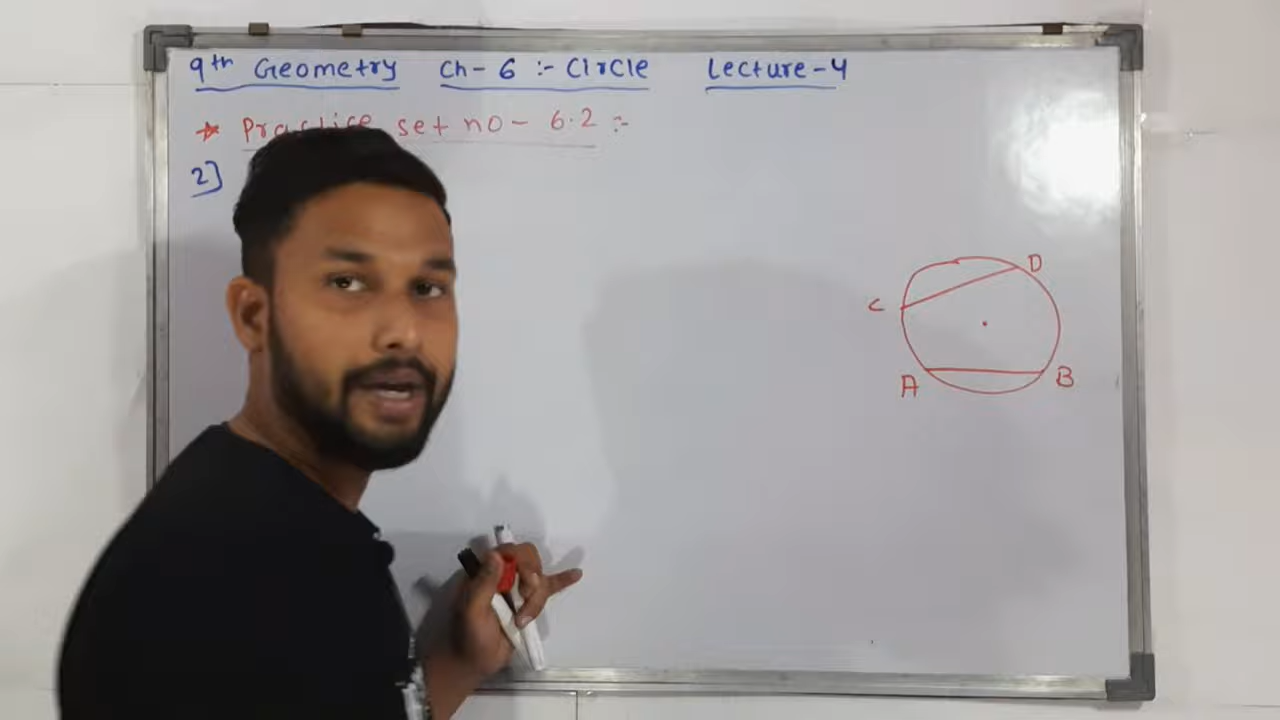 9th Geometry Ch- 6 :- Circle Lecture-4
* Practice set no - 6.2 :-
2]
D
C
A B